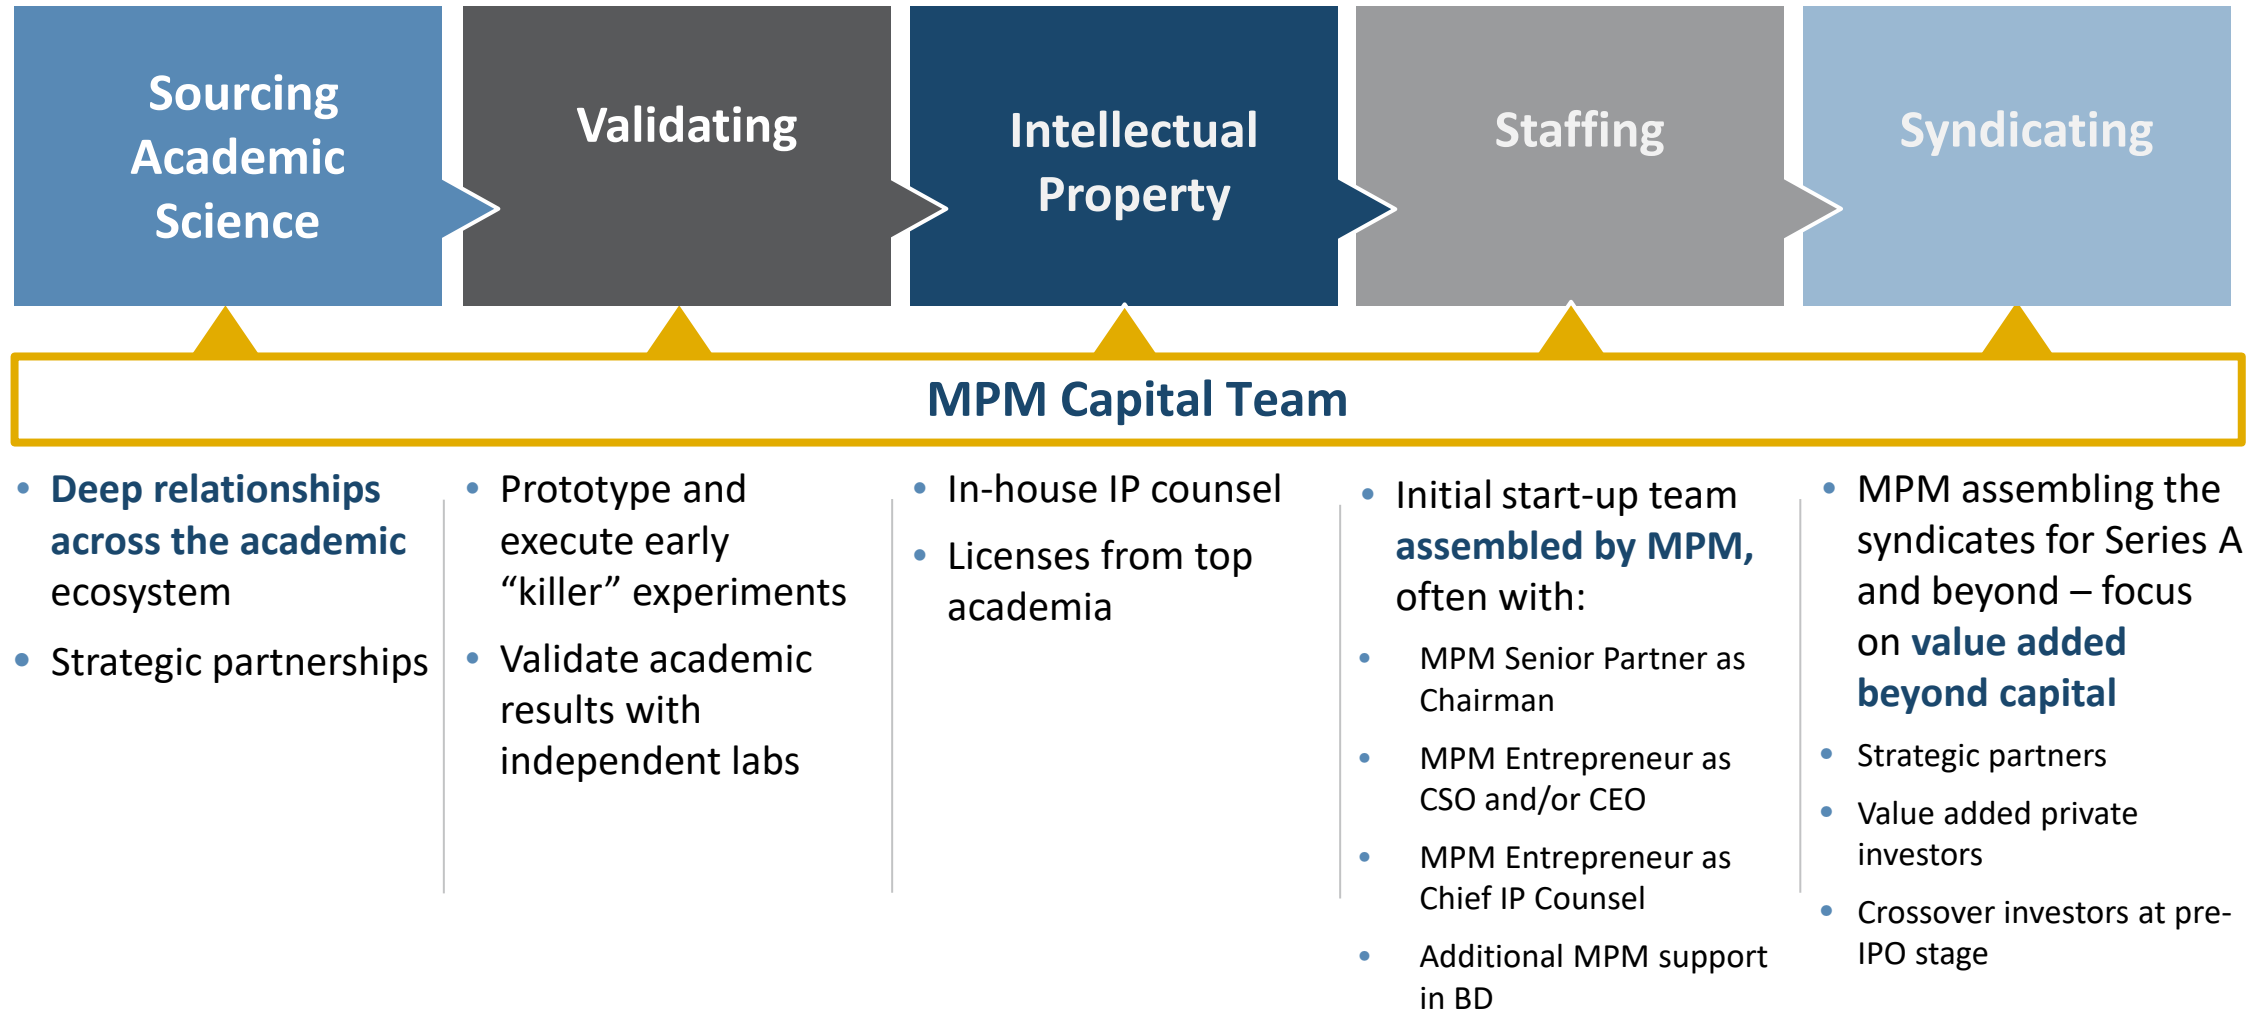 Sourcing
Academic
Science
Validating
Intellectual
Property
Staffing
Syndicating
MPM Capital Team
• Deep relationships
across the academic
ecosystem
• Strategic partnerships
• Prototype and
execute early
“killer” experiments
• Validate academic
results with
independent labs
• In-house IP counsel
• Licenses from top
academia
• Initial start-up team
assembled by MPM,
often with:
• MPM Senior Partner as
Chairman
• MPM Entrepreneur as
CSO and/or CEO
• MPM Entrepreneur as
Chief IP Counsel
• Additional MPM support
in BD
• MPM assembling the
syndicates for Series A
and beyond – focus
on value added
beyond capital
• Strategic partners
• Value added private
investors
• Crossover investors at pre-
IPO stage